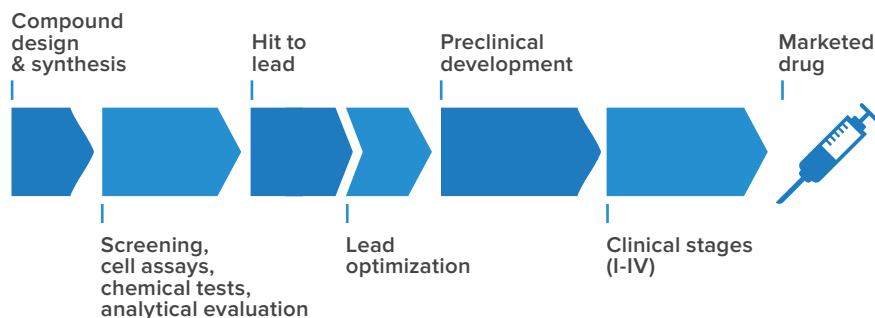 Compound
design
& synthesis
Hit to
lead
Preclinical
development
Marketed
drug
Screening,
cell assays,
chemical tests,
analytical evaluation
Lead
optimization
Clinical stages
(I-IV)